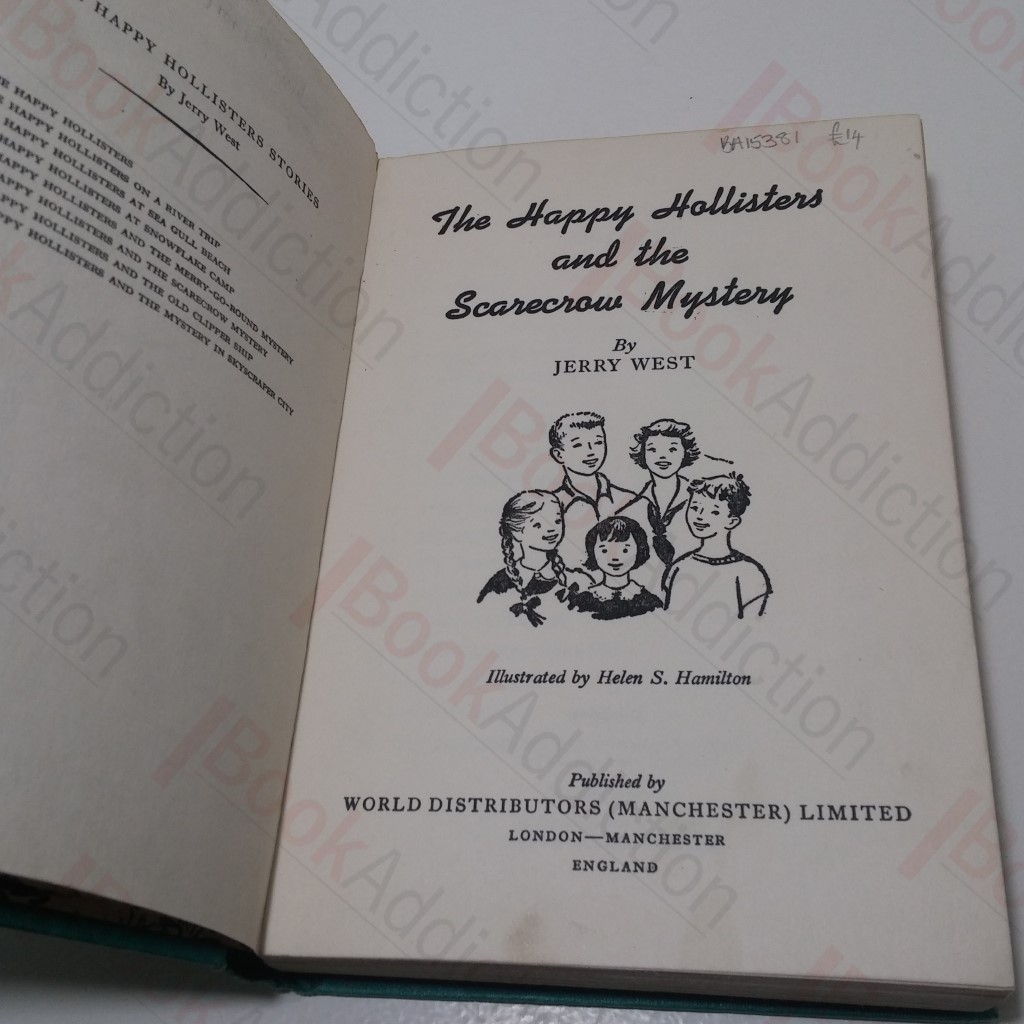 HAPPY HOLLISTERS STORIES
By Jerry West
HAPPY HOLLISTERS
HAPPY HOLLISTERS ON A RIVER TRIP
HAPPY HOLLISTERS AT SEA GULL BEACH
HAPPY HOLLISTERS AT SNOWFLAKE CAMP
HAPPY HOLLISTERS AND THE MERRY-GO-ROUND MYSTERY
HAPPY HOLLISTERS AND THE SCARECROW MYSTERY
HOLLISTERS AND THE OLD CLIPPER SHIP
HOLLISTERS AND THE MYSTERY IN SKYSCRAPER CITY
BA15381 £14
The Happy Hollisters
and the
Scarecrow Mystery
By
JERRY WEST
Illustrated by Helen S. Hamilton
Published by
WORLD DISTRIBUTORS (MANCHESTER) LIMITED
LONDON—MANCHESTER
ENGLAND
BookAddiction